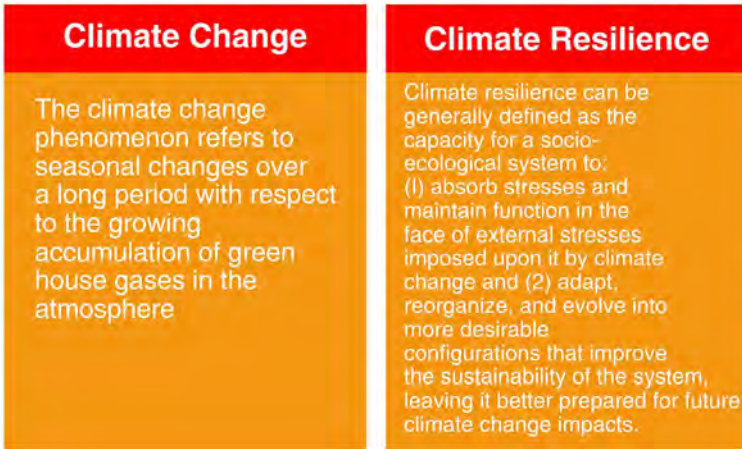 Climate Change
The climate change
phenomenon refers to
seasonal changes over
a long period with respect
to the growing
accumulation of green
house gases in the
atmosphere
Climate Resilience
Climate resilience can be
generally defined as the
capacity for a socio-
ecological system to:
(I) absorb stresses and
maintain function in the
face of external stresses
imposed upon it by climate
change and (2) adapt,
reorganize, and evolve into
more desirable
configurations that improve
the sustainability of the system,
leaving it better prepared for future
climate change impacts.